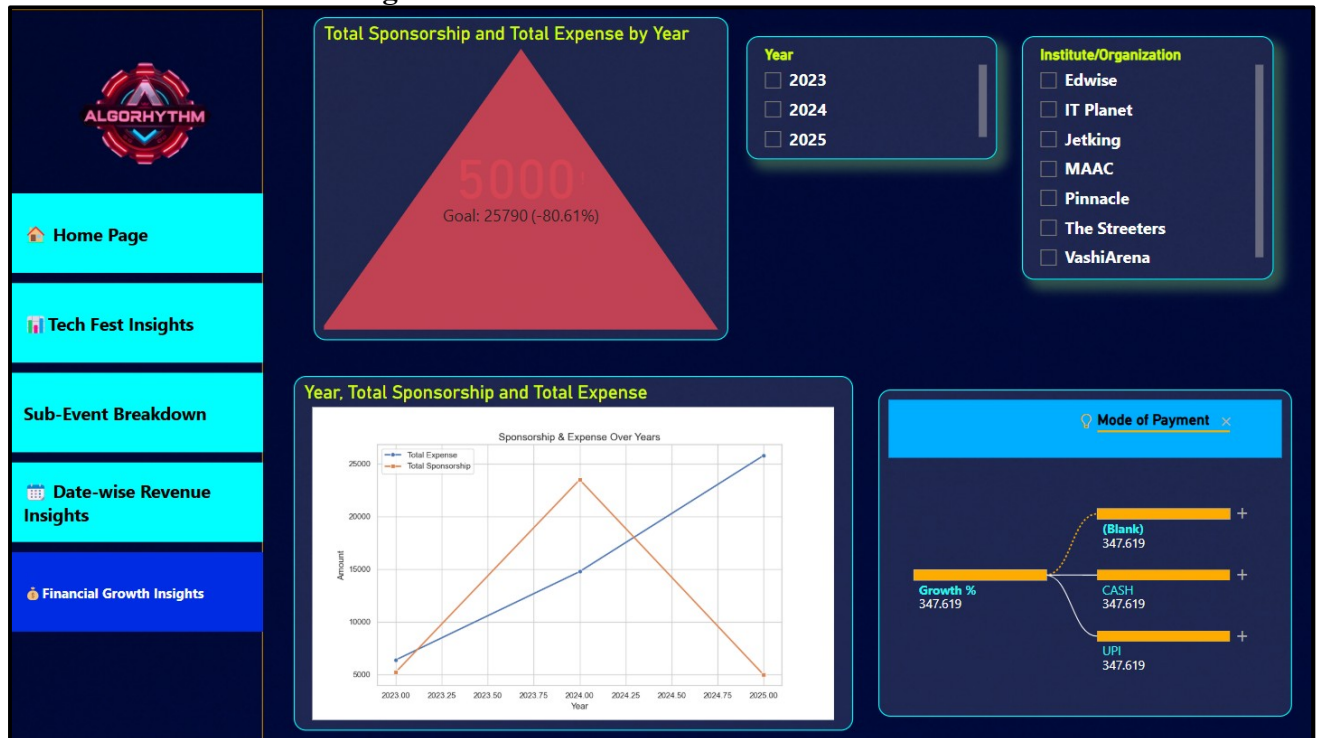 ALGORHYTHM
🏠 Home Page
📊 Tech Fest Insights
Sub-Event Breakdown
📅 Date-wise Revenue
Insights
💰 Financial Growth Insights
Total Sponsorship and Total Expense by Year
5000
Goal: 25790 (-80.61%)
Year
2023
2024
2025
Institute/Organization
Edwise
IT Planet
Jetking
MAAC
Pinnacle
The Streeters
VashiArena
Year, Total Sponsorship and Total Expense
Sponsorship & Expense Over Years
Total Expense
Total Sponsorship
25000
20000
15000
10000
5000
Amount
2023.00 2023.25 2023.50 2023.75 2024.00 2024.25 2024.50 2024.75 2025.00
Year
Mode of Payment ×
Growth %
347.619
(Blank)
347.619
CASH
347.619
UPI
347.619